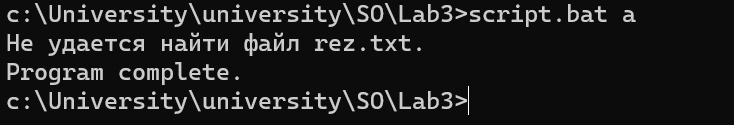 c:\University\university\SO\Lab3>script.bat a
Не удается найти файл rez.txt.
Program complete.
c:\University\university\SO\Lab3>